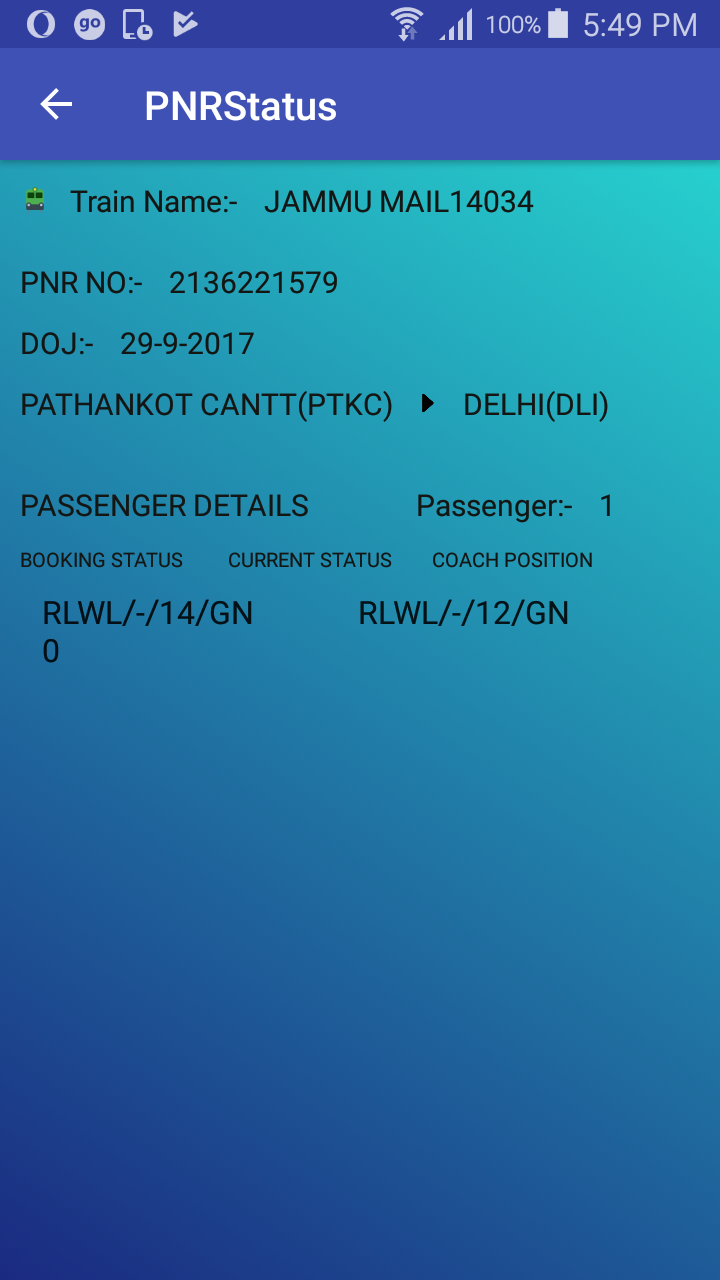 go 100% 5:49 PM
PNRStatus
Train Name:- JAMMU MAIL14034
PNR NO:- 2136221579
DOJ:- 29-9-2017
PATHANKOT CANTT(PTKC) DELHI(DLI)
PASSENGER DETAILS Passenger:- 1
BOOKING STATUS CURRENT STATUS COACH POSITION
RLWL/-/14/GN RLWL/-/12/GN
0